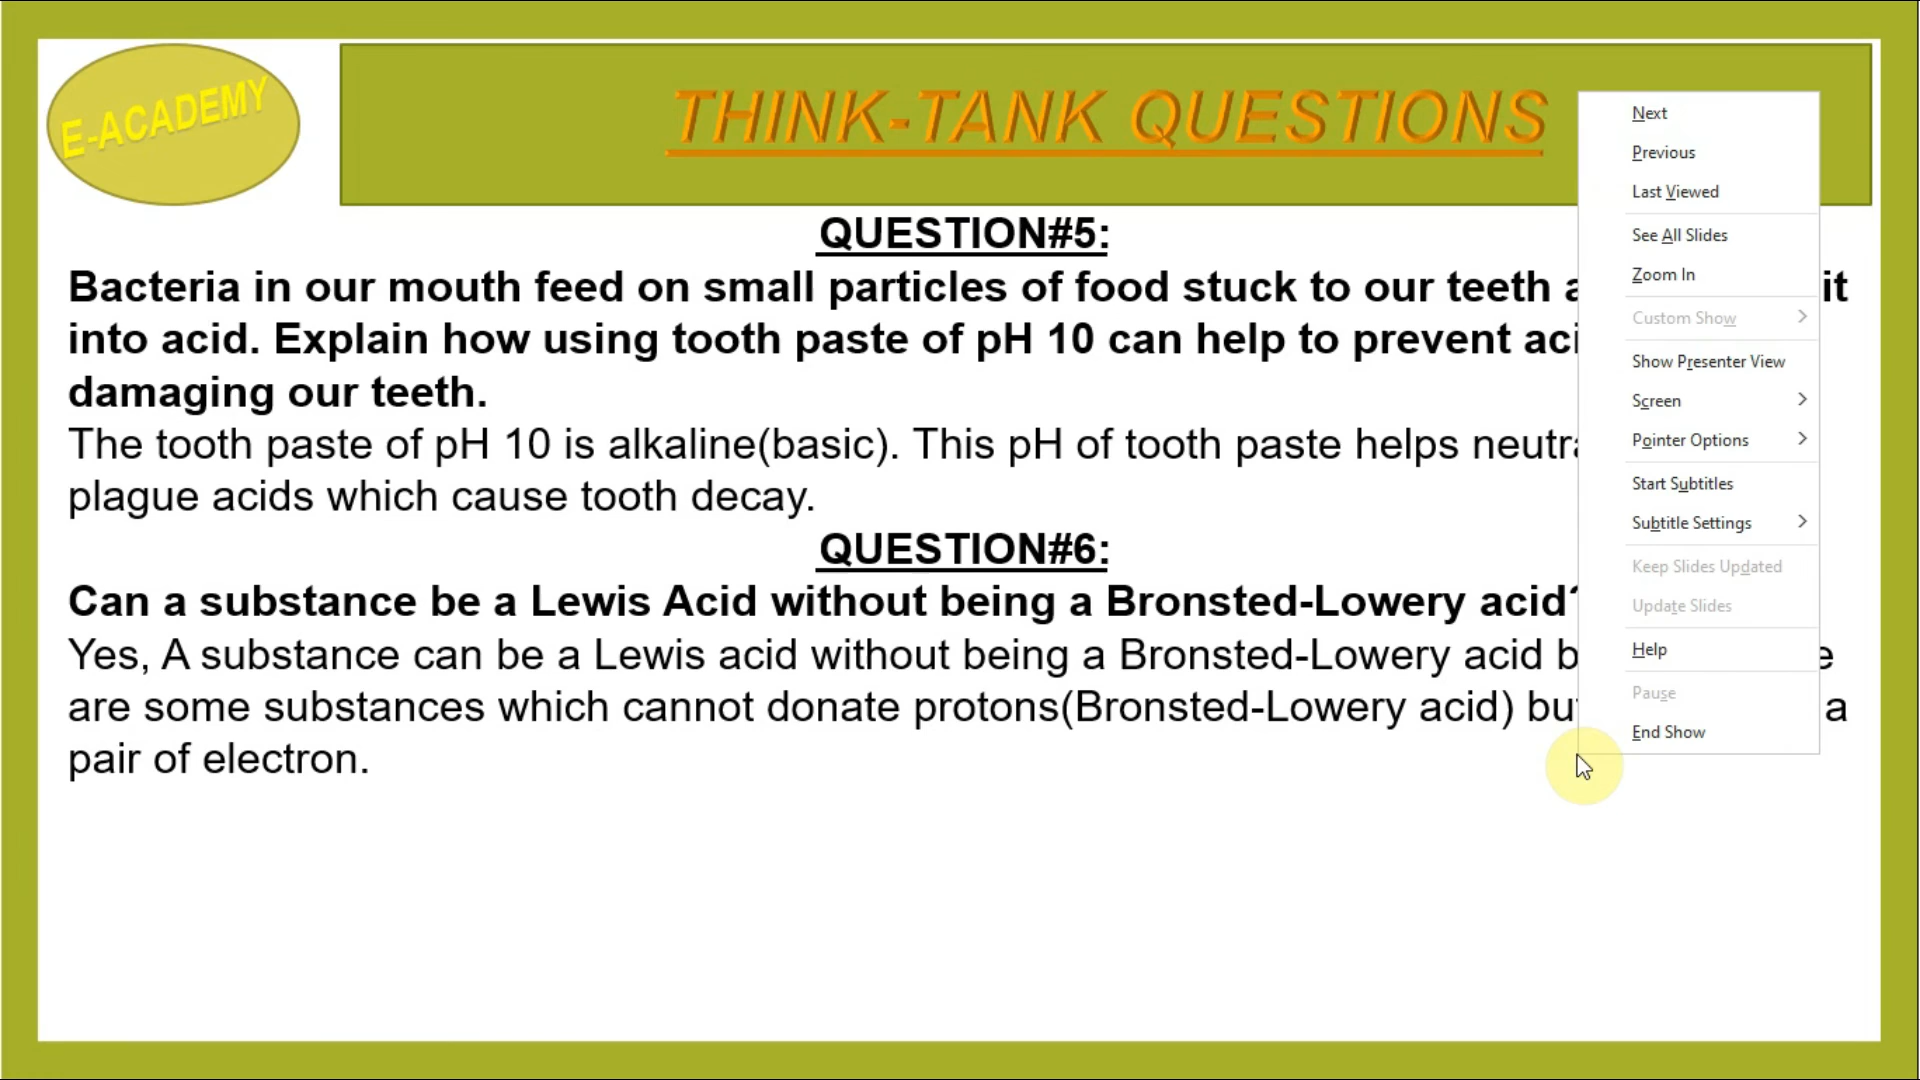 E-ACADEMY
THINK-TANK QUESTIONS
QUESTION#5:
Bacteria in our mouth feed on small particles of food stuck to our teeth it
into acid. Explain how using tooth paste of pH 10 can help to prevent
damaging our teeth.
The tooth paste of pH 10 is alkaline(basic). This pH of tooth paste helps
plague acids which cause tooth decay.
QUESTION#6:
Can a substance be a Lewis Acid without being a Bronsted-Lowery acid?
Yes, A substance can be a Lewis acid without being a Bronsted-Lowery acid
are some substances which cannot donate protons(Bronsted-Lowery acid) a
pair of electron.
Next
Previous
Last Viewed
See All Slides
Zoom In
Custom Show
Show Presenter View
Screen
Pointer Options
Start Subtitles
Subtitle Settings
Keep Slides Updated
Update Slides
Help
Pause
End Show